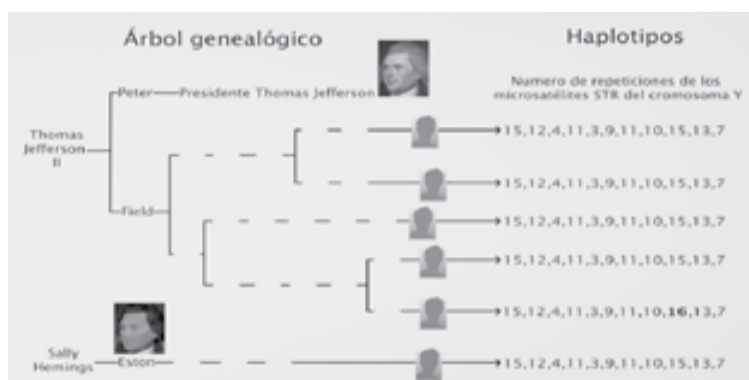 Árbol genealógico
Haplotipos
Numero de repeticiones de los
microsatélites STR del cromosoma Y
Peter
Presidente Thomas Jefferson
Thomas
Jefferson
II
Field
15,12,4,11,3,9,11,10,15,13,7
15,12,4,11,3,9,11,10,15,13,7
15,12,4,11,3,9,11,10,15,13,7
15,12,4,11,3,9,11,10,15,13,7
15,12,4,11,3,9,11,10,16,13,7
Sally
Hemings
Eston
15,12,4,11,3,9,11,10,15,13,7